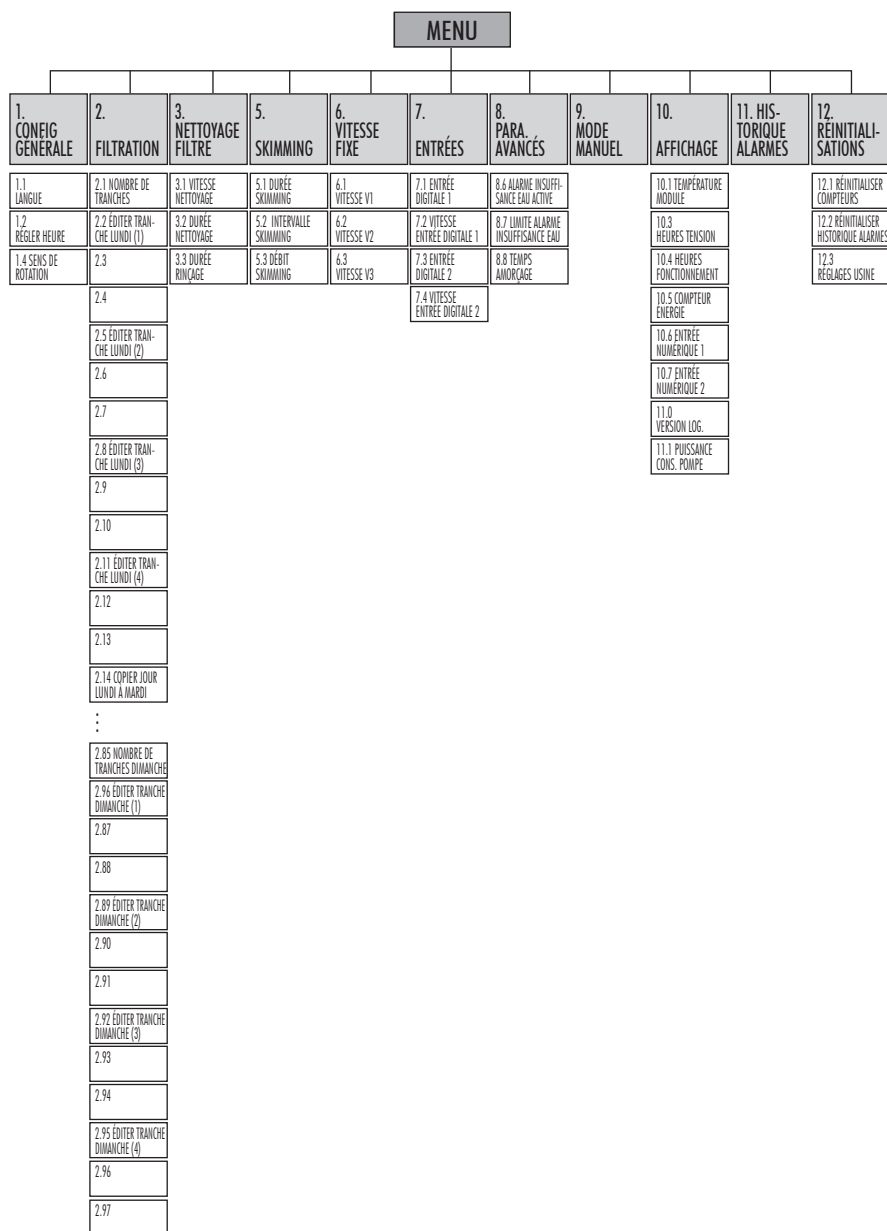 MENU
1.
CONFIG
GÉNÉRALE
2.
FILTRATION
3.
NETTOYAGE
FILTRE
5.
SKIMMING
6.
VITESSE
FIXE
7.
ENTRÉES
8.
PARA.
AVANCÉS
9.
MODE
MANUEL
10.
AFFICHAGE
11. HIS-
TORIQUE
ALARMES
12.
RÉINITIALI-
SATIONS
1.1
LANGUE
1.2
RÉGLER HEURE
1.4 SENS DE
ROTATION
2.1 NOMBRE DE
TRANCHES
2.2 ÉDITER TRAN-
CHE LUNDI (1)
2.3
2.4
2.5 ÉDITER TRAN-
CHE LUNDI (2)
2.6
2.7
2.8 ÉDITER TRAN-
CHE LUNDI (3)
2.9
2.10
2.11 ÉDITER TRAN-
CHE LUNDI (4)
2.12
2.13
2.14 COPIER JOUR
LUNDI À MARDI
⋮
2.85 NOMBRE DE
TRANCHES DIMANCHE
2.96 ÉDITER TRANCHE
DIMANCHE (1)
2.87
2.88
2.89 ÉDITER TRANCHE
DIMANCHE (2)
2.90
2.91
2.92 ÉDITER TRANCHE
DIMANCHE (3)
2.93
2.94
2.95 ÉDITER TRANCHE
DIMANCHE (4)
2.96
2.97
3.1 VITESSE
NETTOYAGE
3.2 DURÉE
NETTOYAGE
3.3 DURÉE
RINÇAGE
5.1 DURÉE
SKIMMING
5.2 INTERVALLE
SKIMMING
5.3 DÉBIT
SKIMMING
6.1
VITESSE V1
6.2
VITESSE V2
6.3
VITESSE V3
7.1 ENTRÉE
DIGITALE 1
7.2 VITESSE
ENTRÉE DIGITALE 1
7.3 ENTRÉE
DIGITALE 2
7.4 VITESSE
ENTRÉE DIGITALE 2
8.6 ALARME INSUFFI-
SANCE EAU ACTIVE
8.7 LIMITE ALARME
INSUFFISANCE EAU
8.8 TEMPS
AMORÇAGE
10.1 TEMPÉRATURE
MODULE
10.3
HEURES TENSION
10.4 HEURES
FONCTIONNEMENT
10.5 COMPTEUR
ÉNERGIE
10.6 ENTRÉE
NUMÉRIQUE 1
10.7 ENTRÉE
NUMÉRIQUE 2
11.0
VERSION LOG.
11.1 PUISSANCE
CONS. POMPE
12.1 RÉINITIALISER
COMPTEURS
12.2 RÉINITIALISER
HISTORIQUE ALARMES
12.3
RÉGLAGES USINE